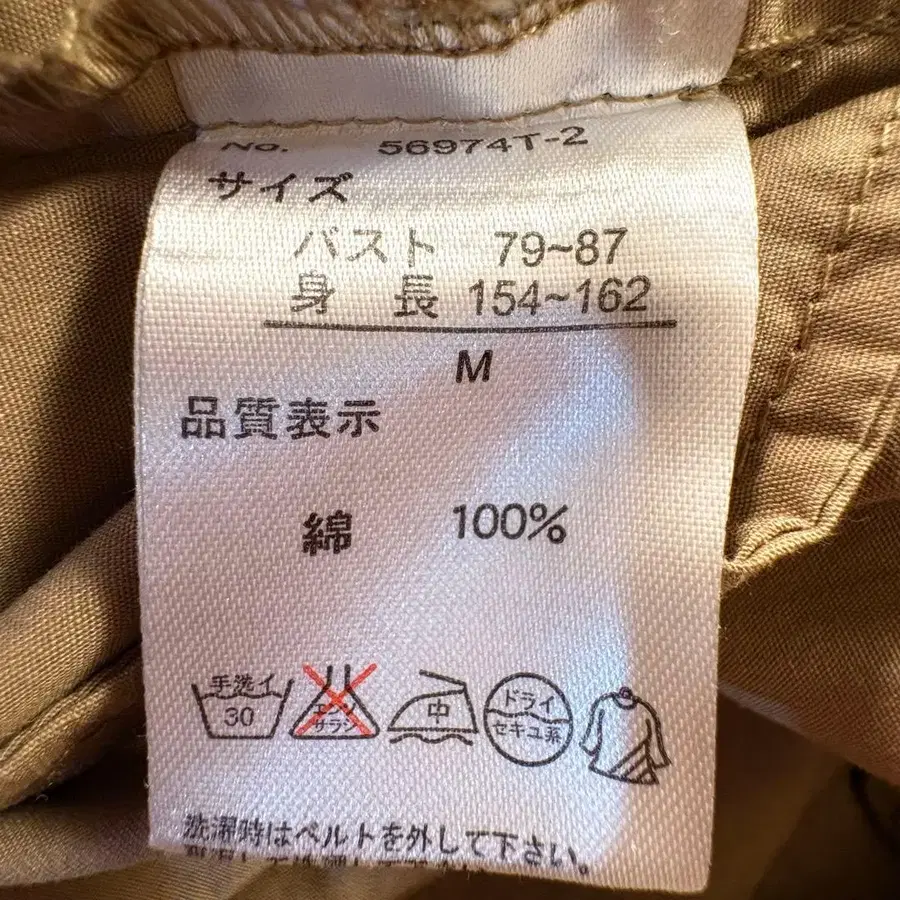 No. 56974T-2
サイズ
バスト 79~87
身 長 154~162
M
品質表示
綿 100%
手洗イ 30
エンソ サラシ
中
ドライ セキユ系
洗濯時はベルトを外して下さい。